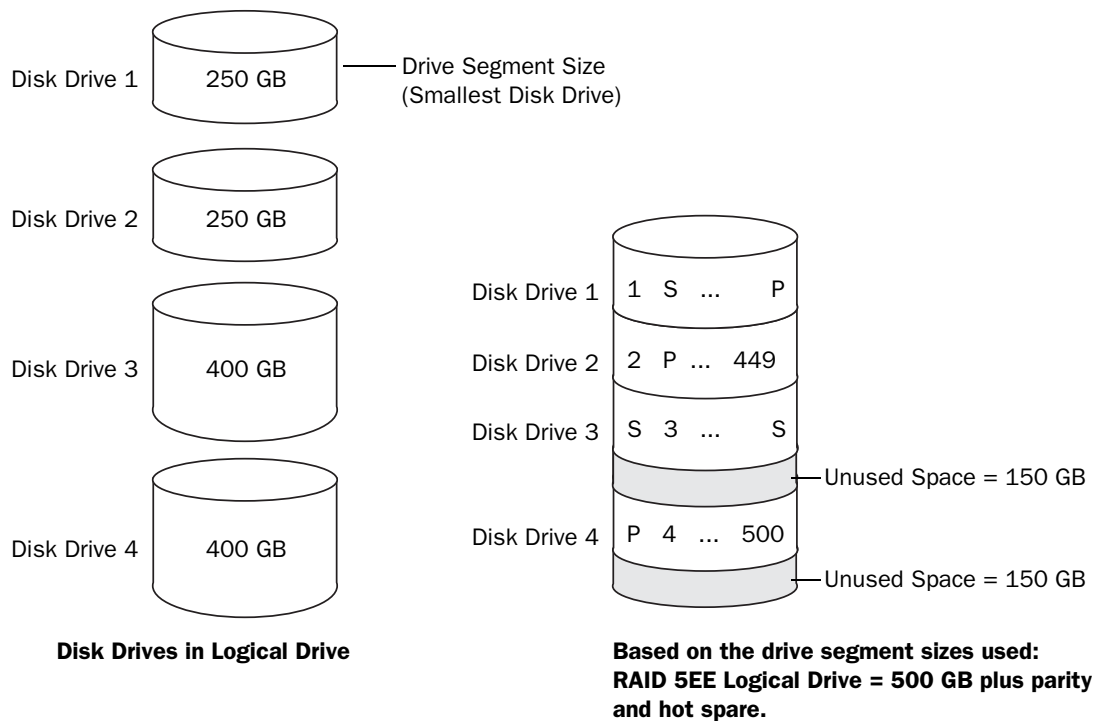 Disk Drive 1
250 GB
Drive Segment Size
(Smallest Disk Drive)
Disk Drive 2
250 GB
Disk Drive 3
400 GB
Disk Drive 4
400 GB
Disk Drives in Logical Drive
Disk Drive 1
1 S ... P
Disk Drive 2
2 P ... 449
Disk Drive 3
S 3 ... S
Unused Space = 150 GB
Disk Drive 4
P 4 ... 500
Unused Space = 150 GB
Based on the drive segment sizes used:
RAID 5EE Logical Drive = 500 GB plus parity
and hot spare.